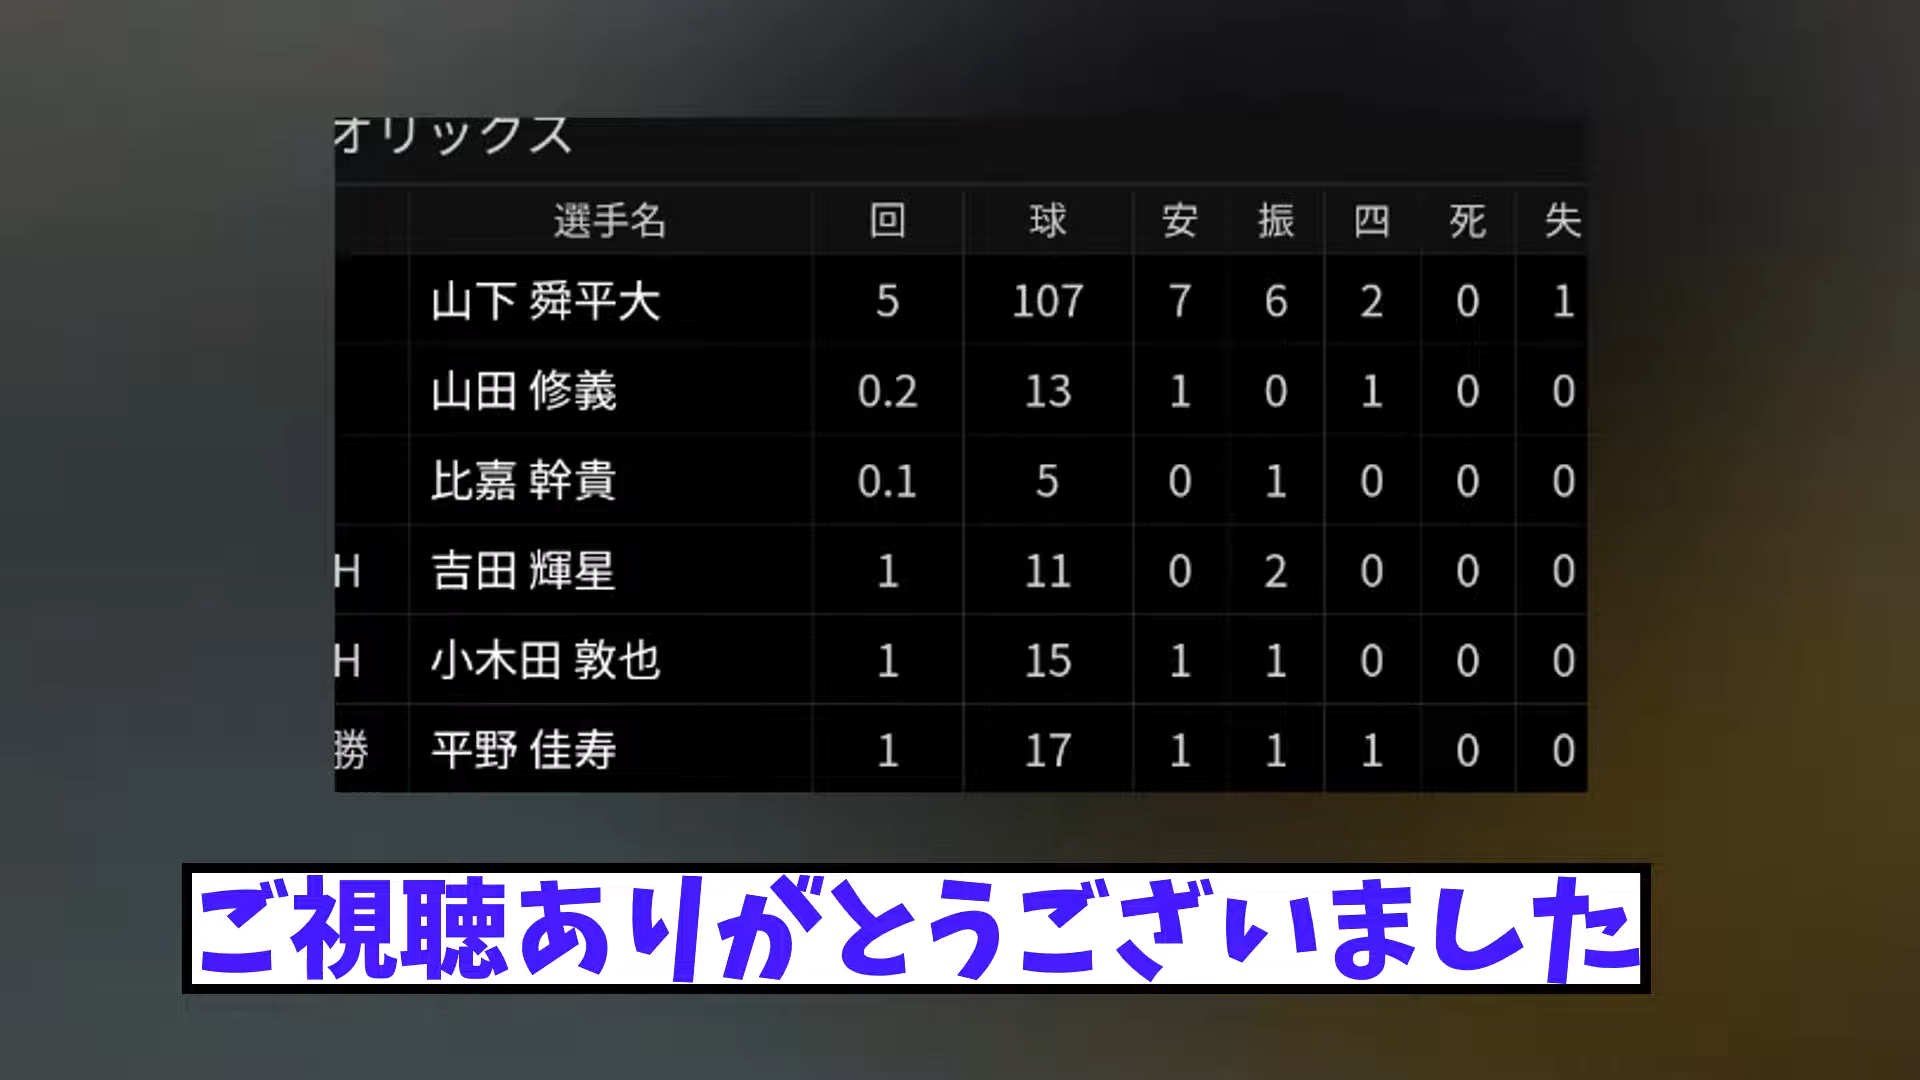 オリックス
選手名 回 球 安 振 四 死 失
山下 舜平大 5 107 7 6 2 0 1
山田 修義 0.2 13 1 0 1 0 0
比嘉 幹貴 0.1 5 0 1 0 0 0
H 吉田 輝星 1 11 0 2 0 0 0
H 小木田 敦也 1 15 1 1 0 0 0
勝 平野 佳寿 1 17 1 1 1 0 0
ご視聴ありがとうございました